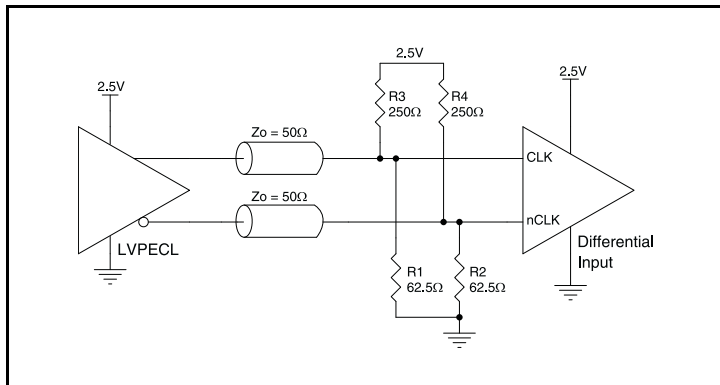 2.5V
2.5V
2.5V
R3
250Ω
R4
250Ω
Zo = 50Ω
CLK
Zo = 50Ω
nCLK
LVPECL
Differential
Input
R1
62.5Ω
R2
62.5Ω